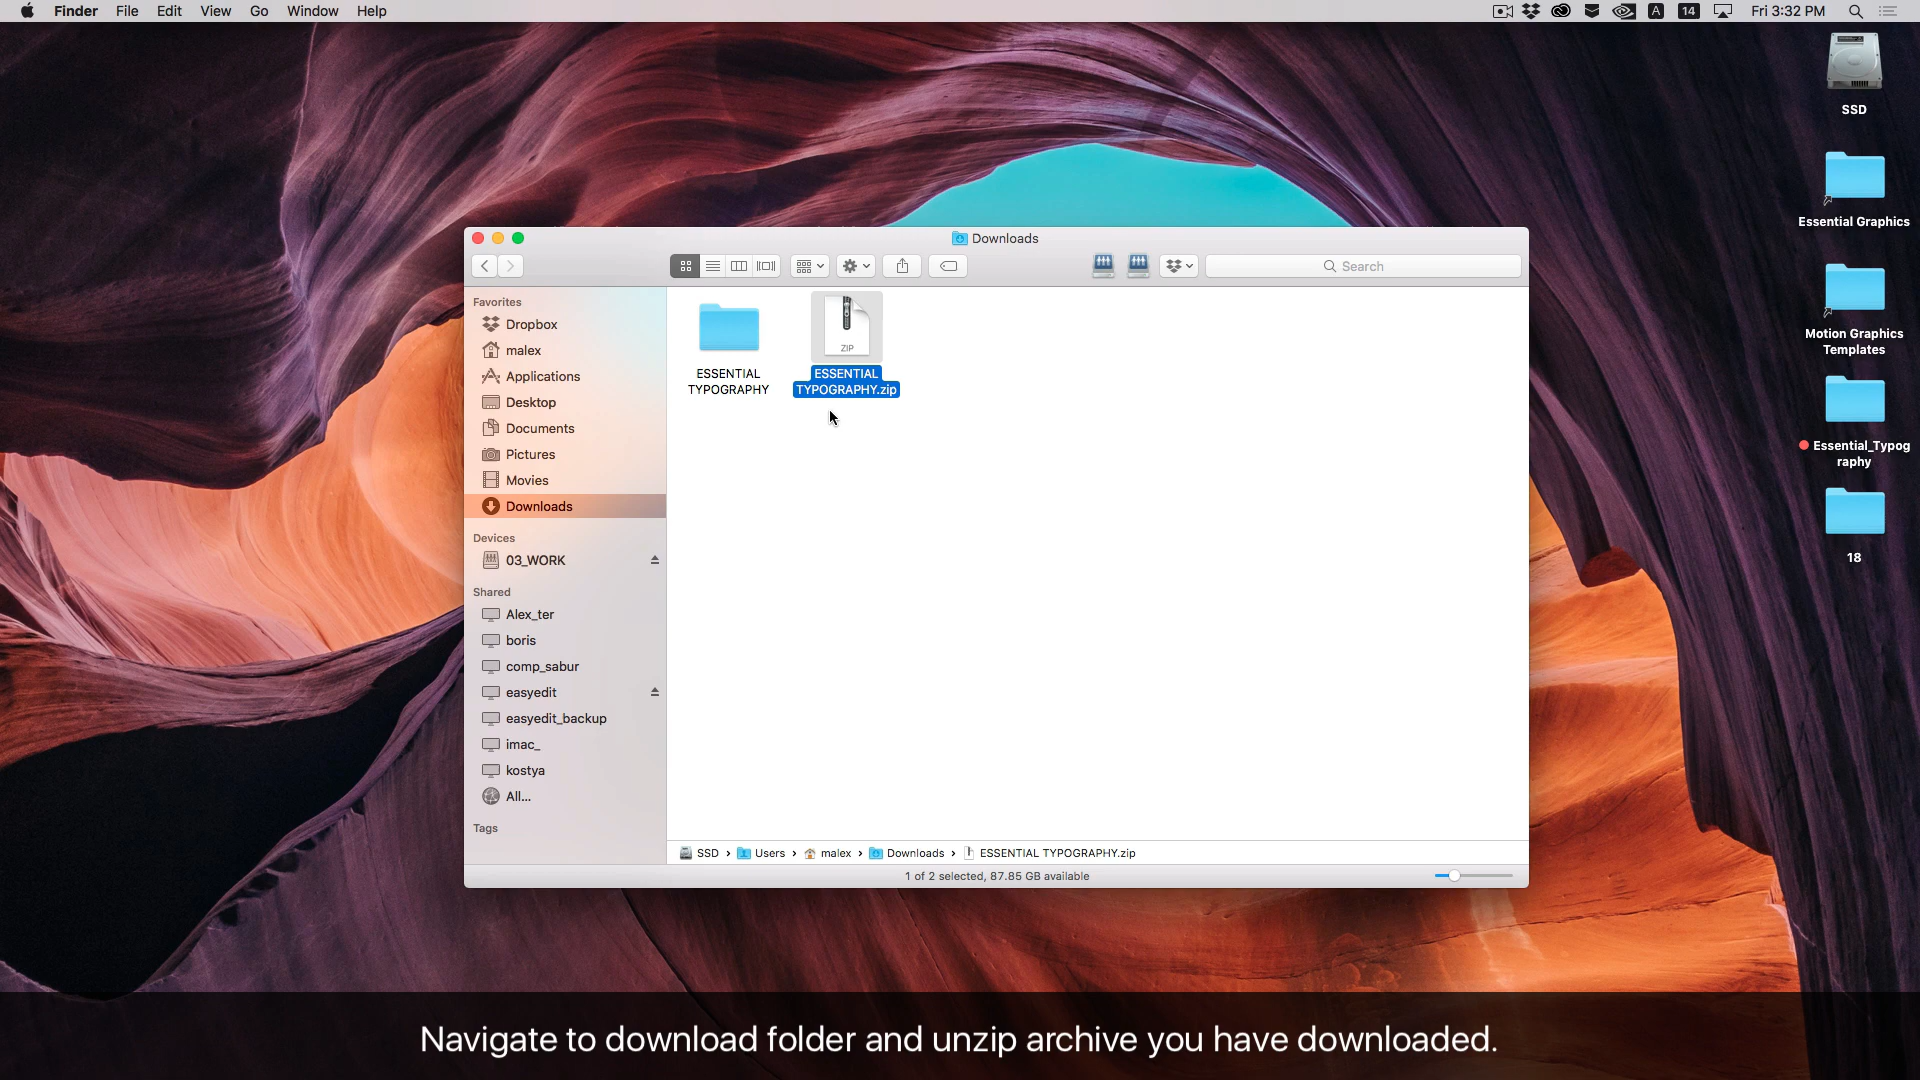 Finder File Edit View Go Window Help
A 14 Fri 3:32 PM
SSD
Essential Graphics
Motion Graphics
Templates
Essential_Typog
raphy
18
Downloads
Search
Favorites
Dropbox
malex
Applications
Desktop
Documents
Pictures
Movies
Downloads
Devices
03_WORK
Shared
Alex_ter
boris
comp_sabur
easyedit
easyedit_backup
imac_
kostya
All...
Tags
ESSENTIAL
TYPOGRAPHY
ZIP
ESSENTIAL
TYPOGRAPHY.zip
SSD › Users › malex › Downloads › ESSENTIAL TYPOGRAPHY.zip
1 of 2 selected, 87.85 GB available
Navigate to download folder and unzip archive you have downloaded.